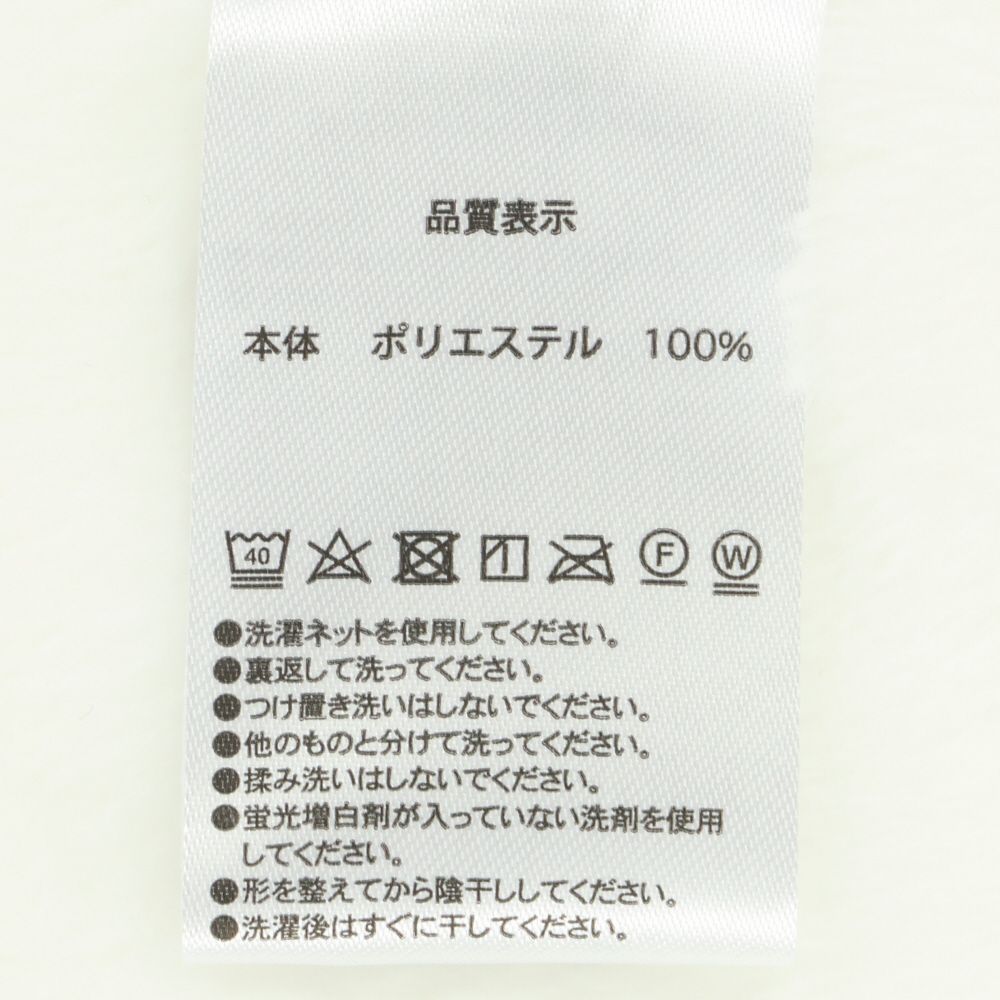 品質表示
本体 ポリエステル 100%
40 F W
●洗濯ネットを使用してください。
●裏返して洗ってください。
●つけ置き洗いはしないでください。
●他のものと分けて洗ってください。
●揉み洗いはしないでください。
●蛍光増白剤が入っていない洗剤を使用
してください。
●形を整えてから陰干ししてください。
●洗濯後はすぐに干してください。